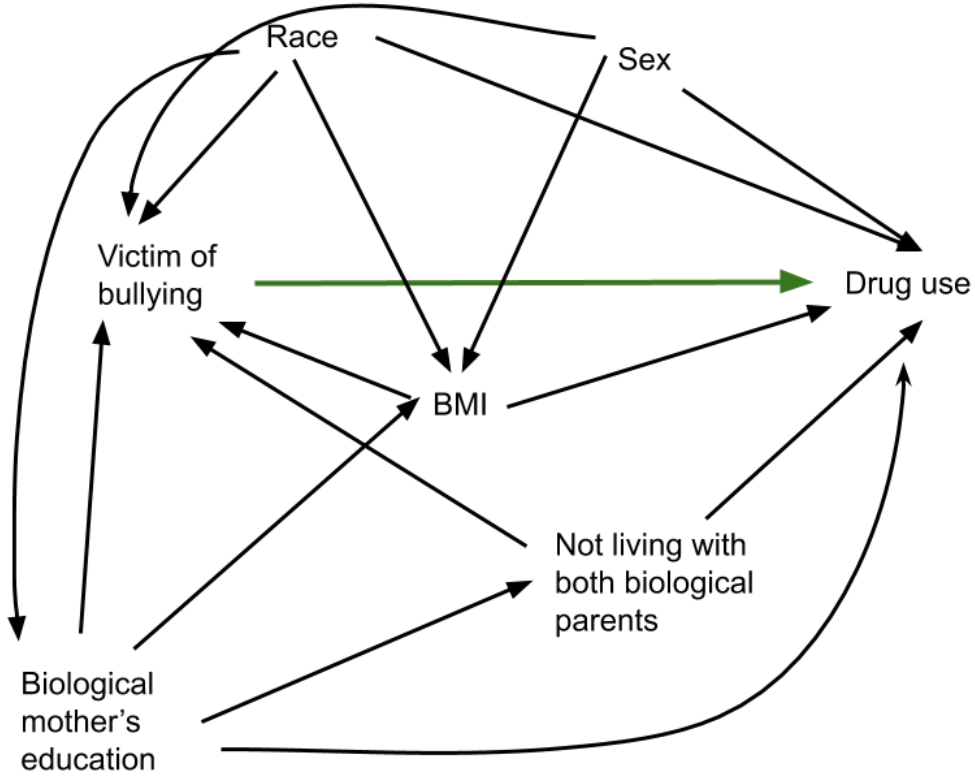 Race
Sex
Victim of
bullying
Drug use
BMI
Not living with
both biological
parents
Biological
mother’s
education